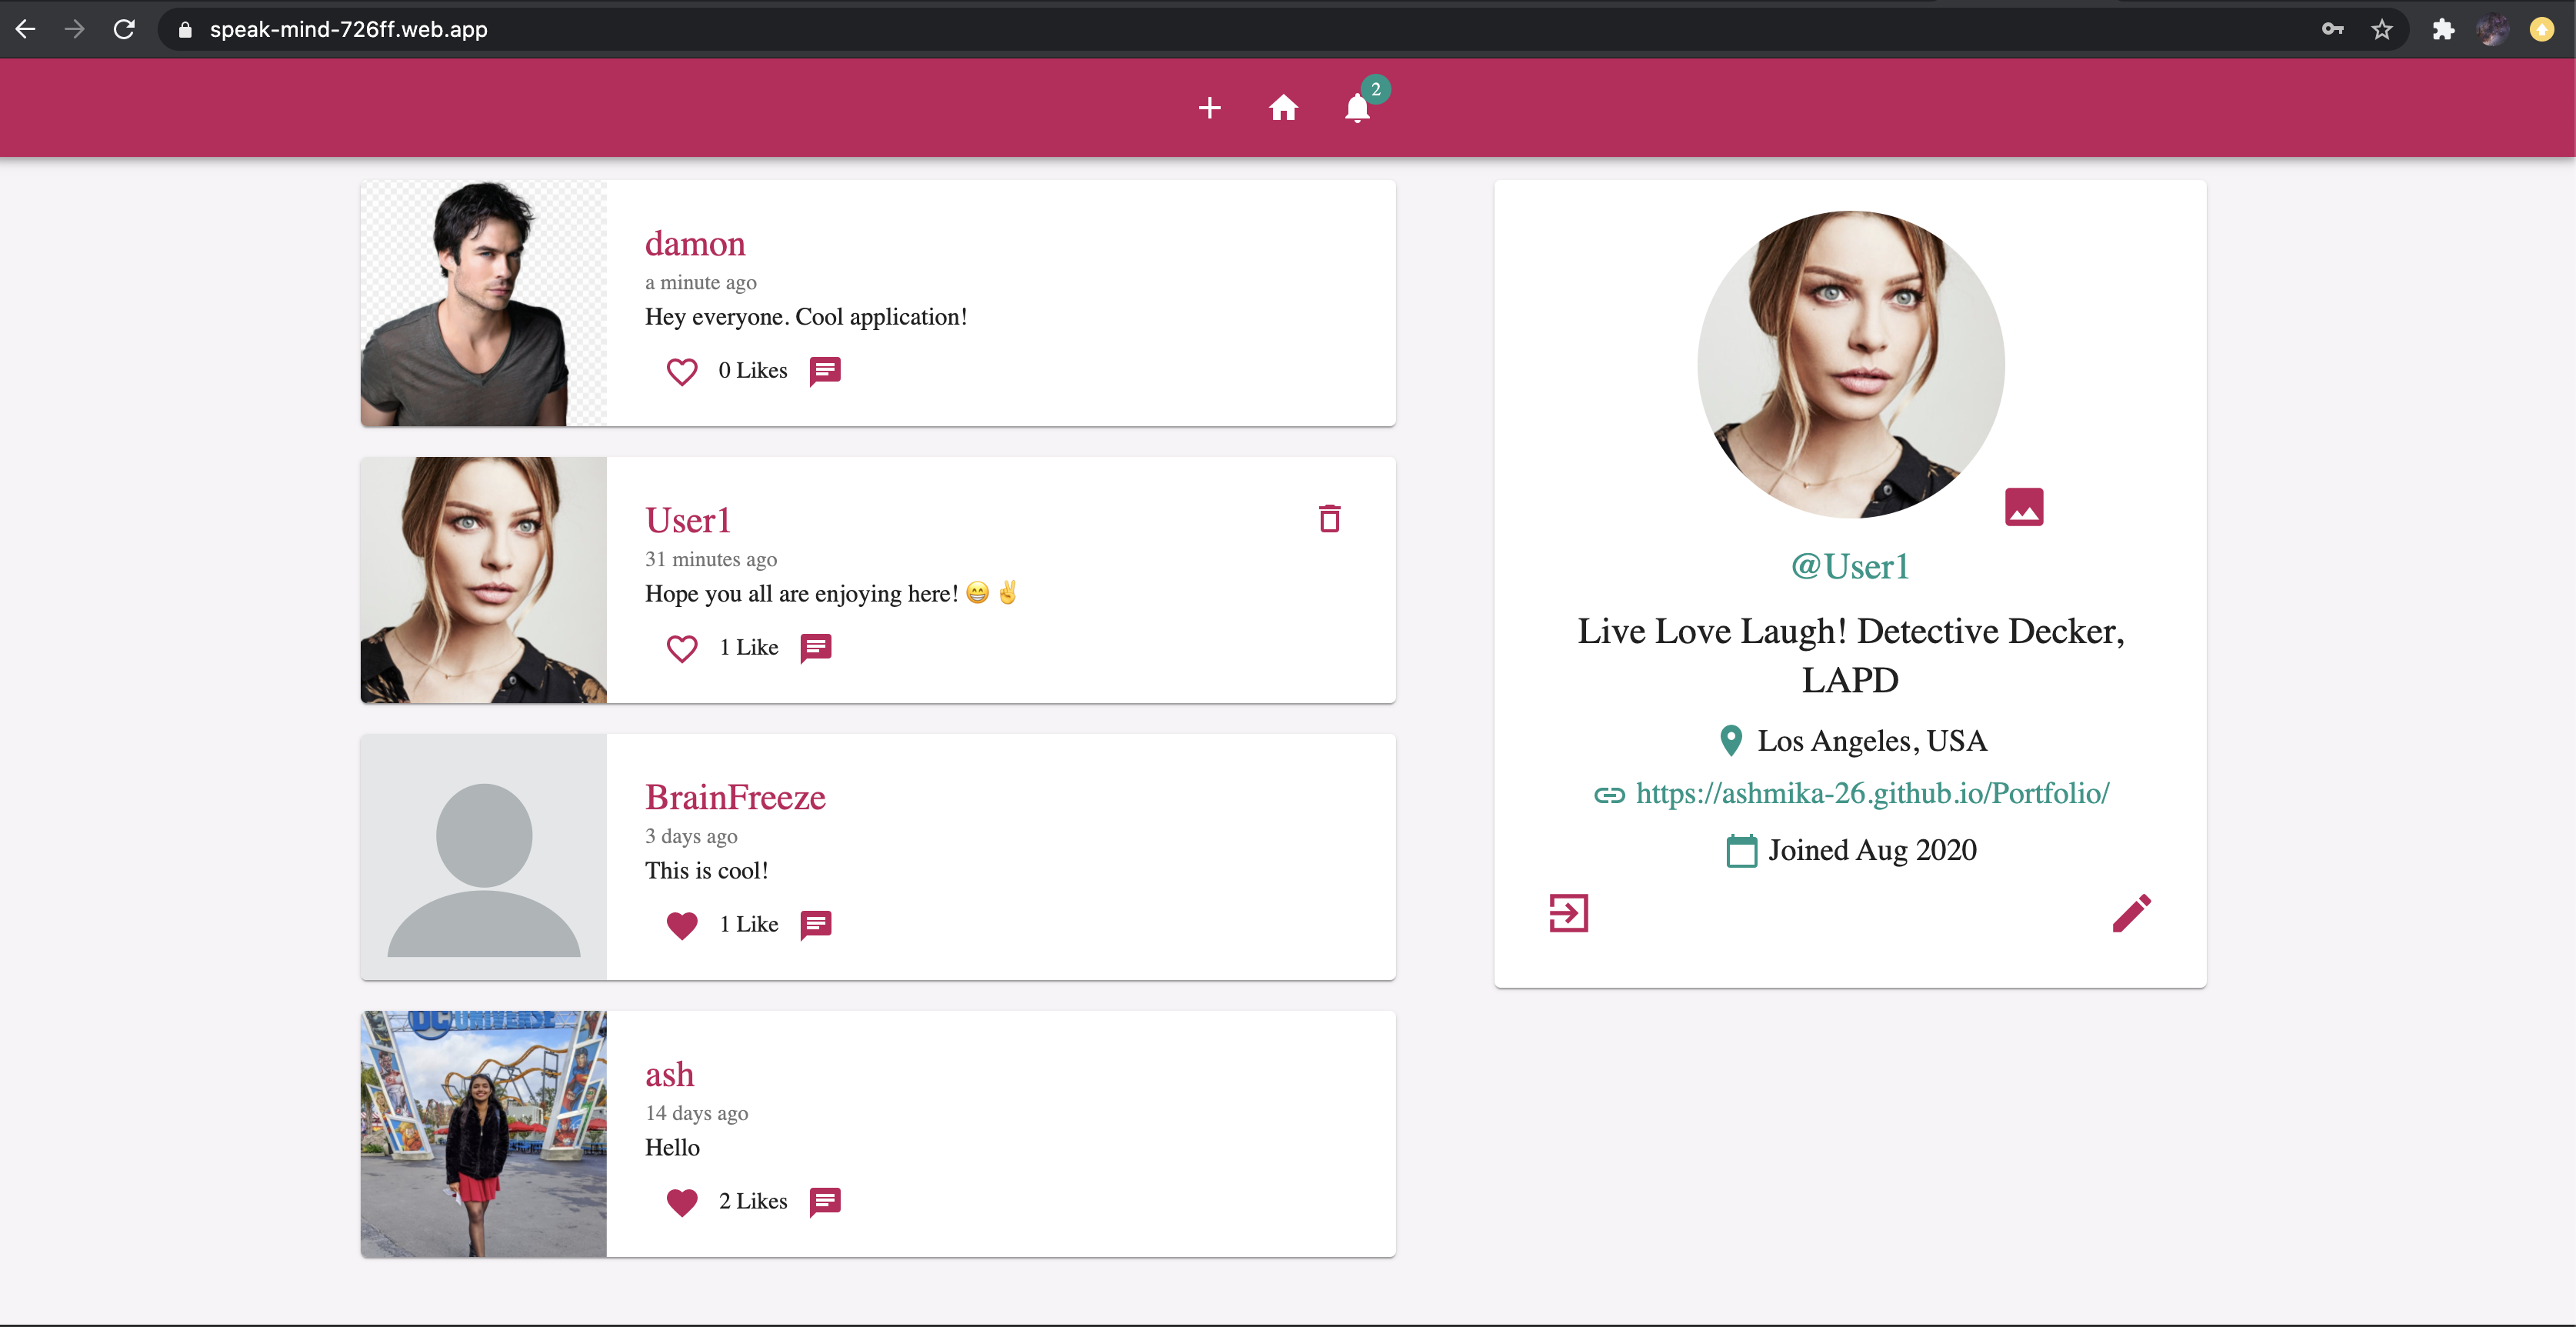 speak-mind-726ff.web.app
2
damon
a minute ago
Hey everyone. Cool application!
0 Likes
User1
31 minutes ago
Hope you all are enjoying here! 😁 ✌
1 Like
BrainFreeze
3 days ago
This is cool!
1 Like
DC UNIVERSE
ash
14 days ago
Hello
2 Likes
@User1
Live Love Laugh! Detective Decker,
LAPD
Los Angeles, USA
https://ashmika-26.github.io/Portfolio/
Joined Aug 2020